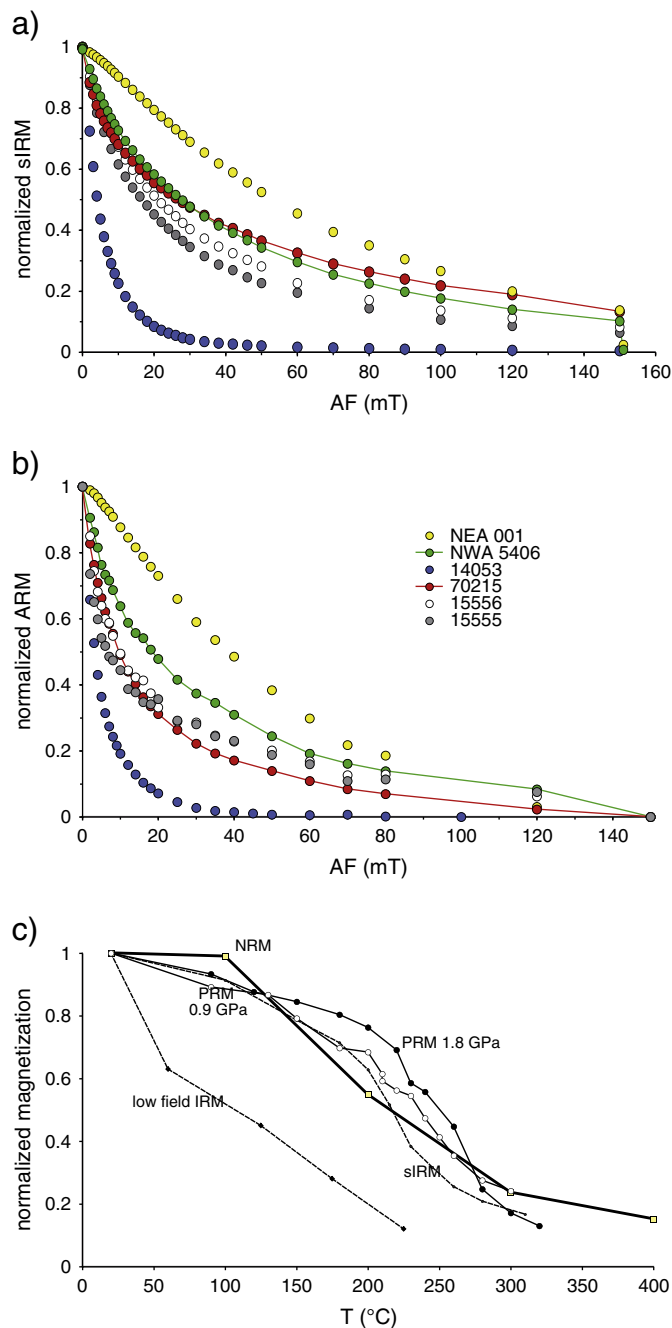 a)
1
0.8
0.6
0.4
0.2
0
normalized sIRM
0 20 40 60 80 100 120 140 160
AF (mT)
b)
1
0.8
0.6
0.4
0.2
0
normalized ARM
NEA 001
NWA 5406
14053
70215
15556
15555
0 20 40 60 80 100 120 140
AF (mT)
c)
1
0.8
0.6
0.4
0.2
0
normalized magnetization
NRM
PRM
0.9 GPa
PRM 1.8 GPa
low field IRM
sIRM
0 50 100 150 200 250 300 350 400
T (°C)